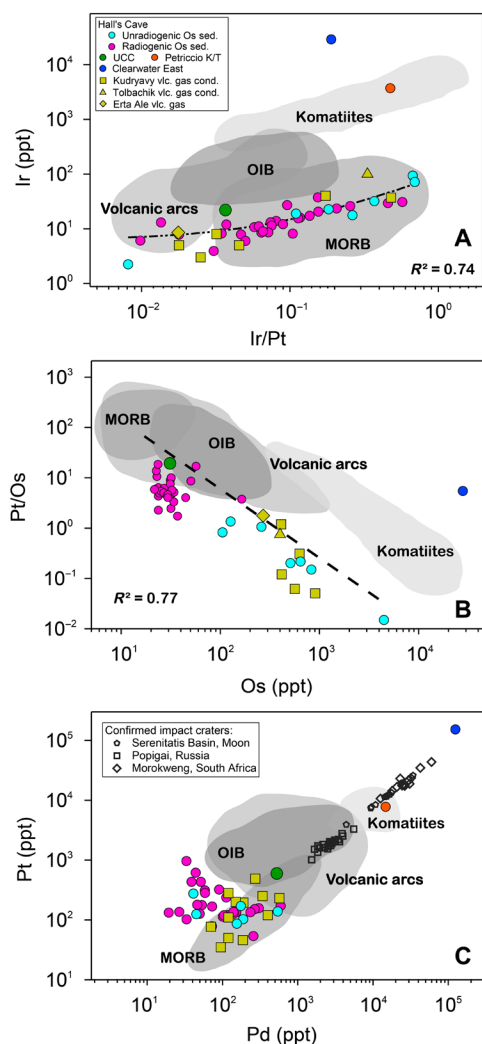 Hall's Cave
Unradiogenic Os sed.
Radiogenic Os sed.
UCC Petriccio K/T
Clearwater East
Kudryavy vlc. gas cond.
Tolbachik vlc. gas cond.
Erta Ale vlc. gas
Komatiites
OIB
Volcanic arcs
MORB
A
R² = 0.74
Ir (ppt)
10⁵
10⁴
10³
10²
10¹
10⁰
10⁻² 10⁻¹ 10⁰
Ir/Pt
10³
10²
10¹
10⁰
10⁻¹
10⁻²
Pt/Os
MORB
OIB
Volcanic arcs
Komatiites
R² = 0.77
B
10¹ 10² 10³ 10⁴
Os (ppt)
Confirmed impact craters:
Serenitatis Basin, Moon
Popigai, Russia
Morokweng, South Africa
10⁵
10⁴
10³
10²
10¹
Pt (ppt)
Komatiites
OIB
Volcanic arcs
MORB
C
10¹ 10² 10³ 10⁴ 10⁵
Pd (ppt)